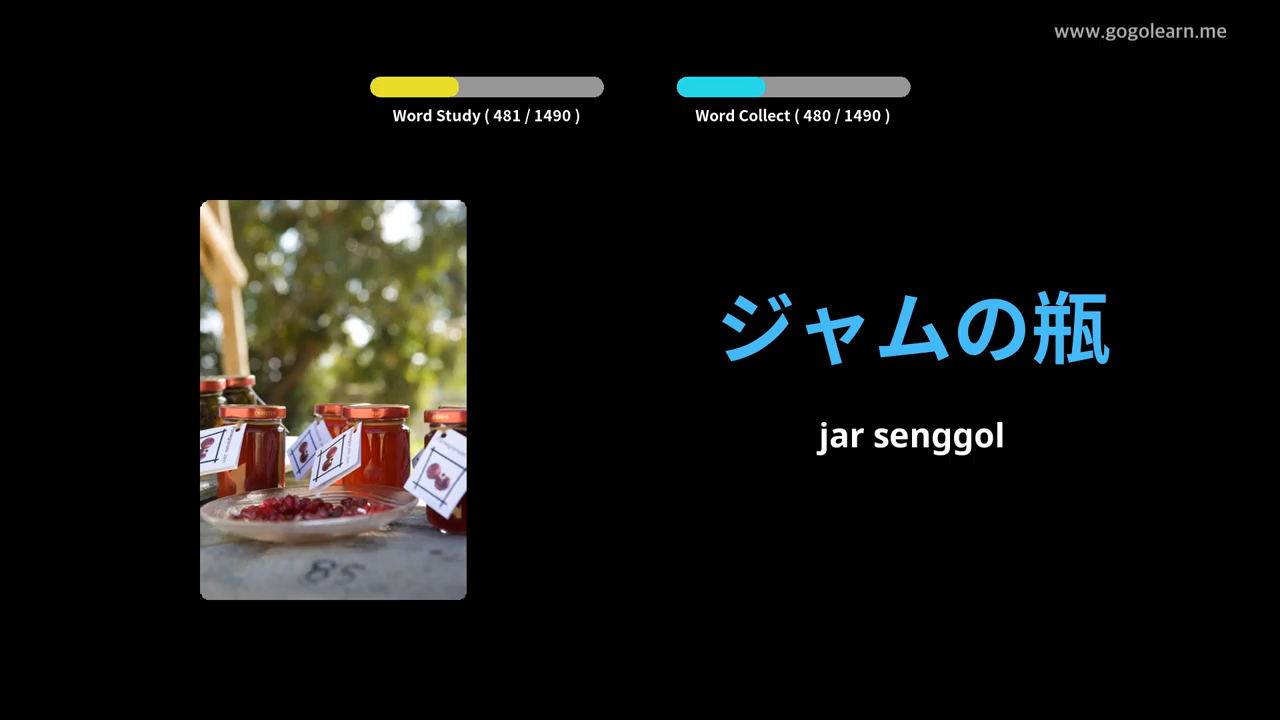 www.gogolearn.me
Word Study ( 481 / 1490 )
Word Collect ( 480 / 1490 )
ジャムの瓶
jar senggol
85